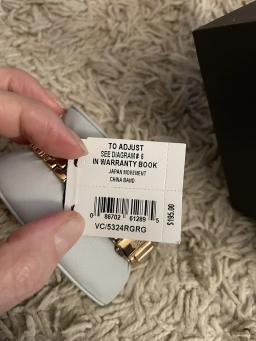 TO ADJUST
SEE DIAGRAM# 6
IN WARRANTY BOOK
JAPAN MOVEMENT
CHINA BAND
0 86702 61289 5
VC/5324RGRG
$195.00